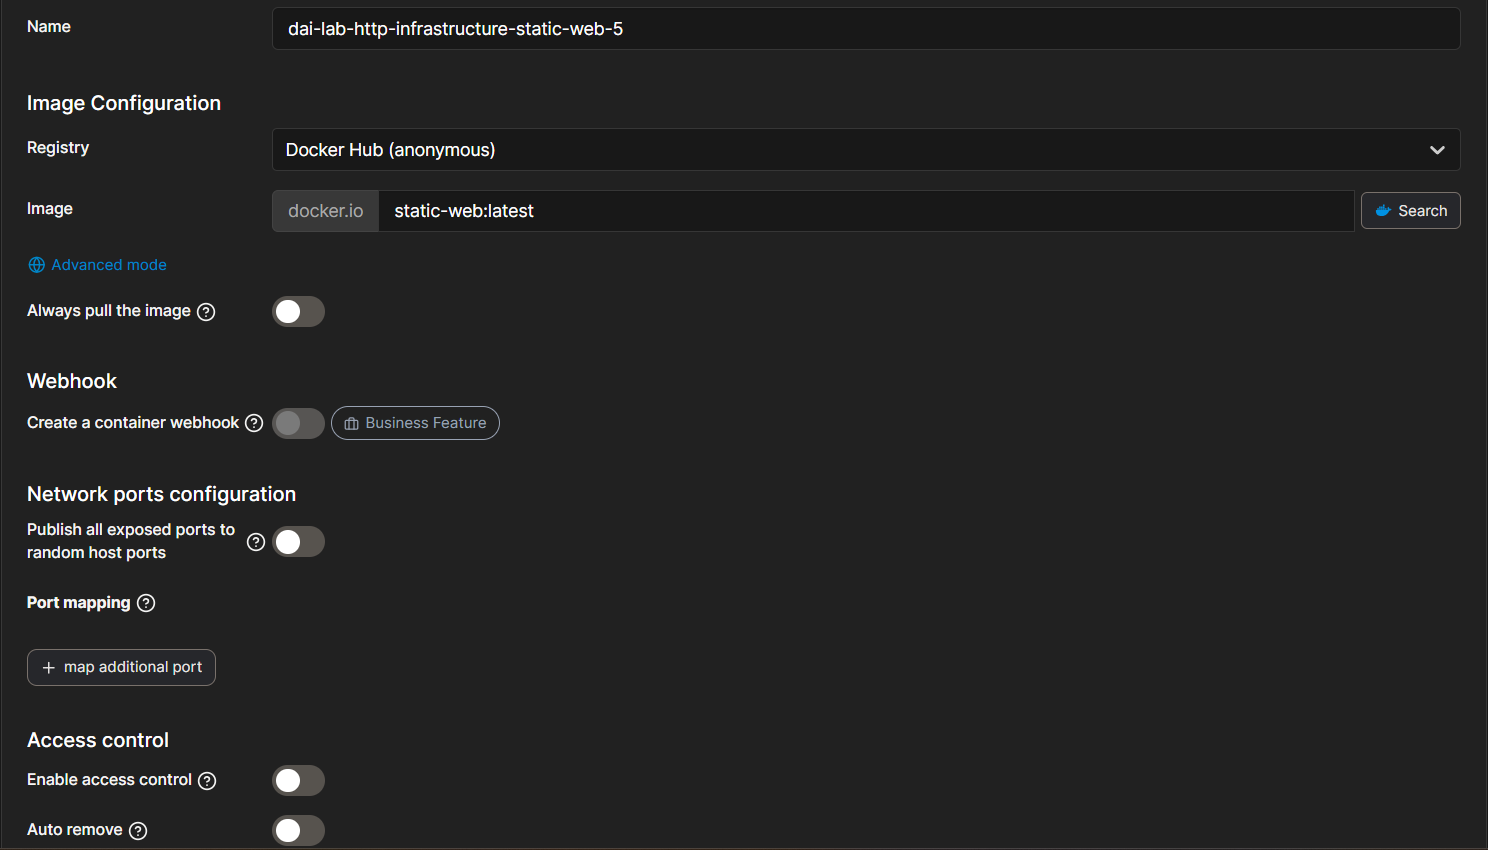 Name
dai-lab-http-infrastructure-static-web-5
Image Configuration
Registry
Docker Hub (anonymous)
Image
docker.io
static-web:latest
Search
Advanced mode
Always pull the image
Webhook
Create a container webhook
Business Feature
Network ports configuration
Publish all exposed ports to
random host ports
Port mapping
+ map additional port
Access control
Enable access control
Auto remove